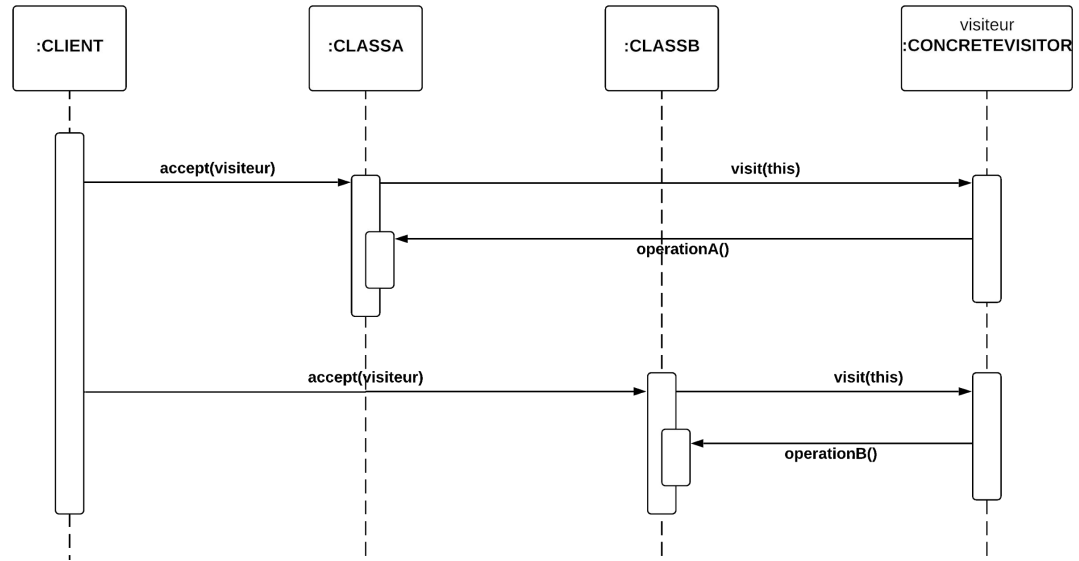 :CLIENT
:CLASSA
:CLASSB
visiteur
:CONCRETEVISITOR
accept(visiteur)
visit(this)
operationA()
accept(visiteur)
visit(this)
operationB()